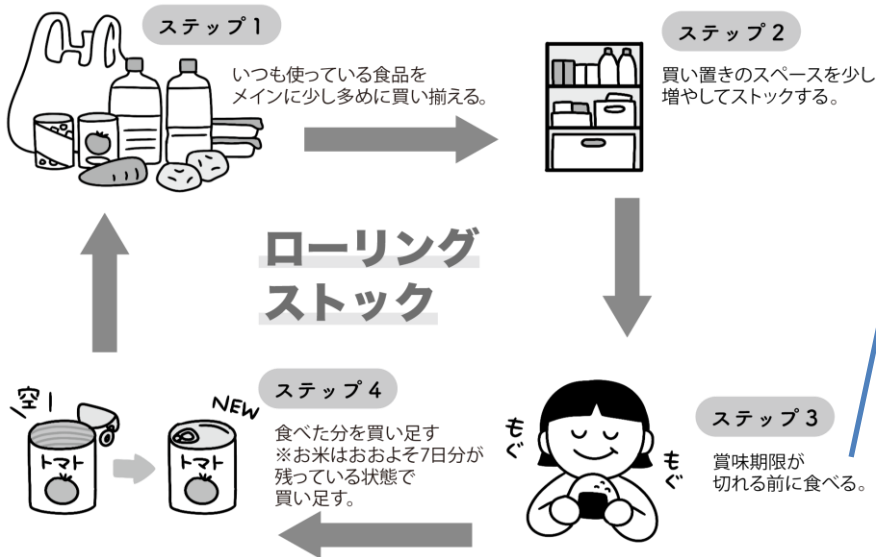 ステップ1
いつも使っている食品を
メインに少し多めに買い揃える。
ステップ2
買い置きのスペースを少し
増やしてストックする。
ローリング
ストック
ステップ3
賞味期限が
切れる前に食べる。
もぐ
もぐ
ステップ4
食べた分を買い足す
※お米はおおよそ7日分が
残っている状態で
買い足す。
空!
トマト
NEW
トマト